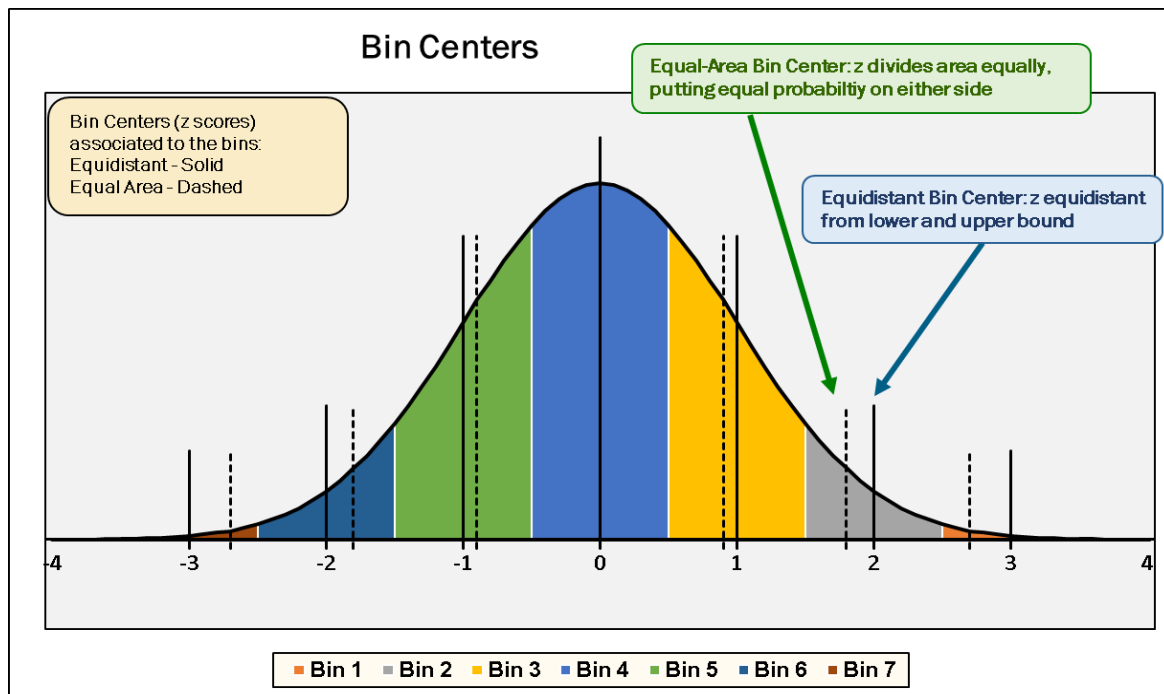 Bin Centers
Equal-Area Bin Center: z divides area equally,
putting equal probabiltiy on either side
Bin Centers (z scores)
associated to the bins:
Equidistant - Solid
Equal Area - Dashed
Equidistant Bin Center: z equidistant
from lower and upper bound
-4 -3 -2 -1 0 1 2 3 4
Bin 1 Bin 2 Bin 3 Bin 4 Bin 5 Bin 6 Bin 7